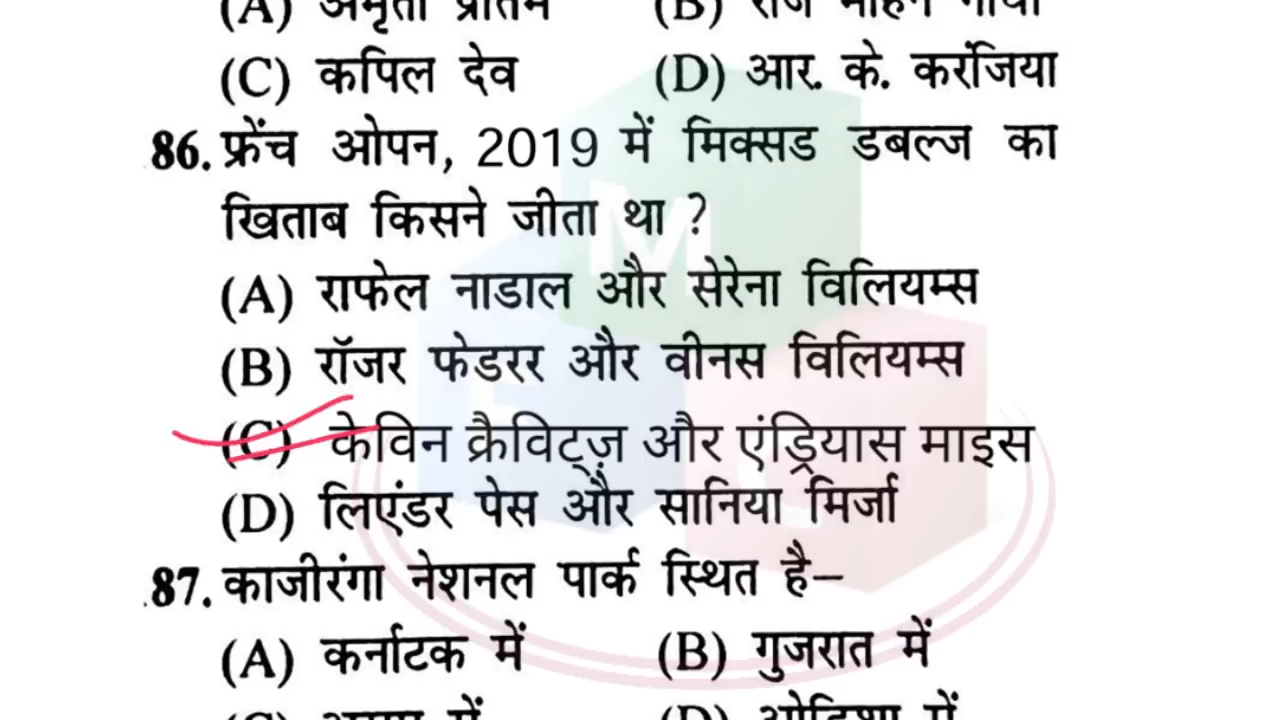 (C) कपिल देव (D) आर. के. करंजिया
86. फ्रेंच ओपन, 2019 में मिक्सड डबल्ज का
खिताब किसने जीता था ?
(A) राफेल नाडाल और सेरेना विलियम्स
(B) रॉजर फेडरर और वीनस विलियम्स
(C) केविन क्रैविट्ज़ और एंड्रियास माइस
(D) लिएंडर पेस और सानिया मिर्जा
87. काजीरंगा नेशनल पार्क स्थित है–
(A) कर्नाटक में (B) गुजरात में